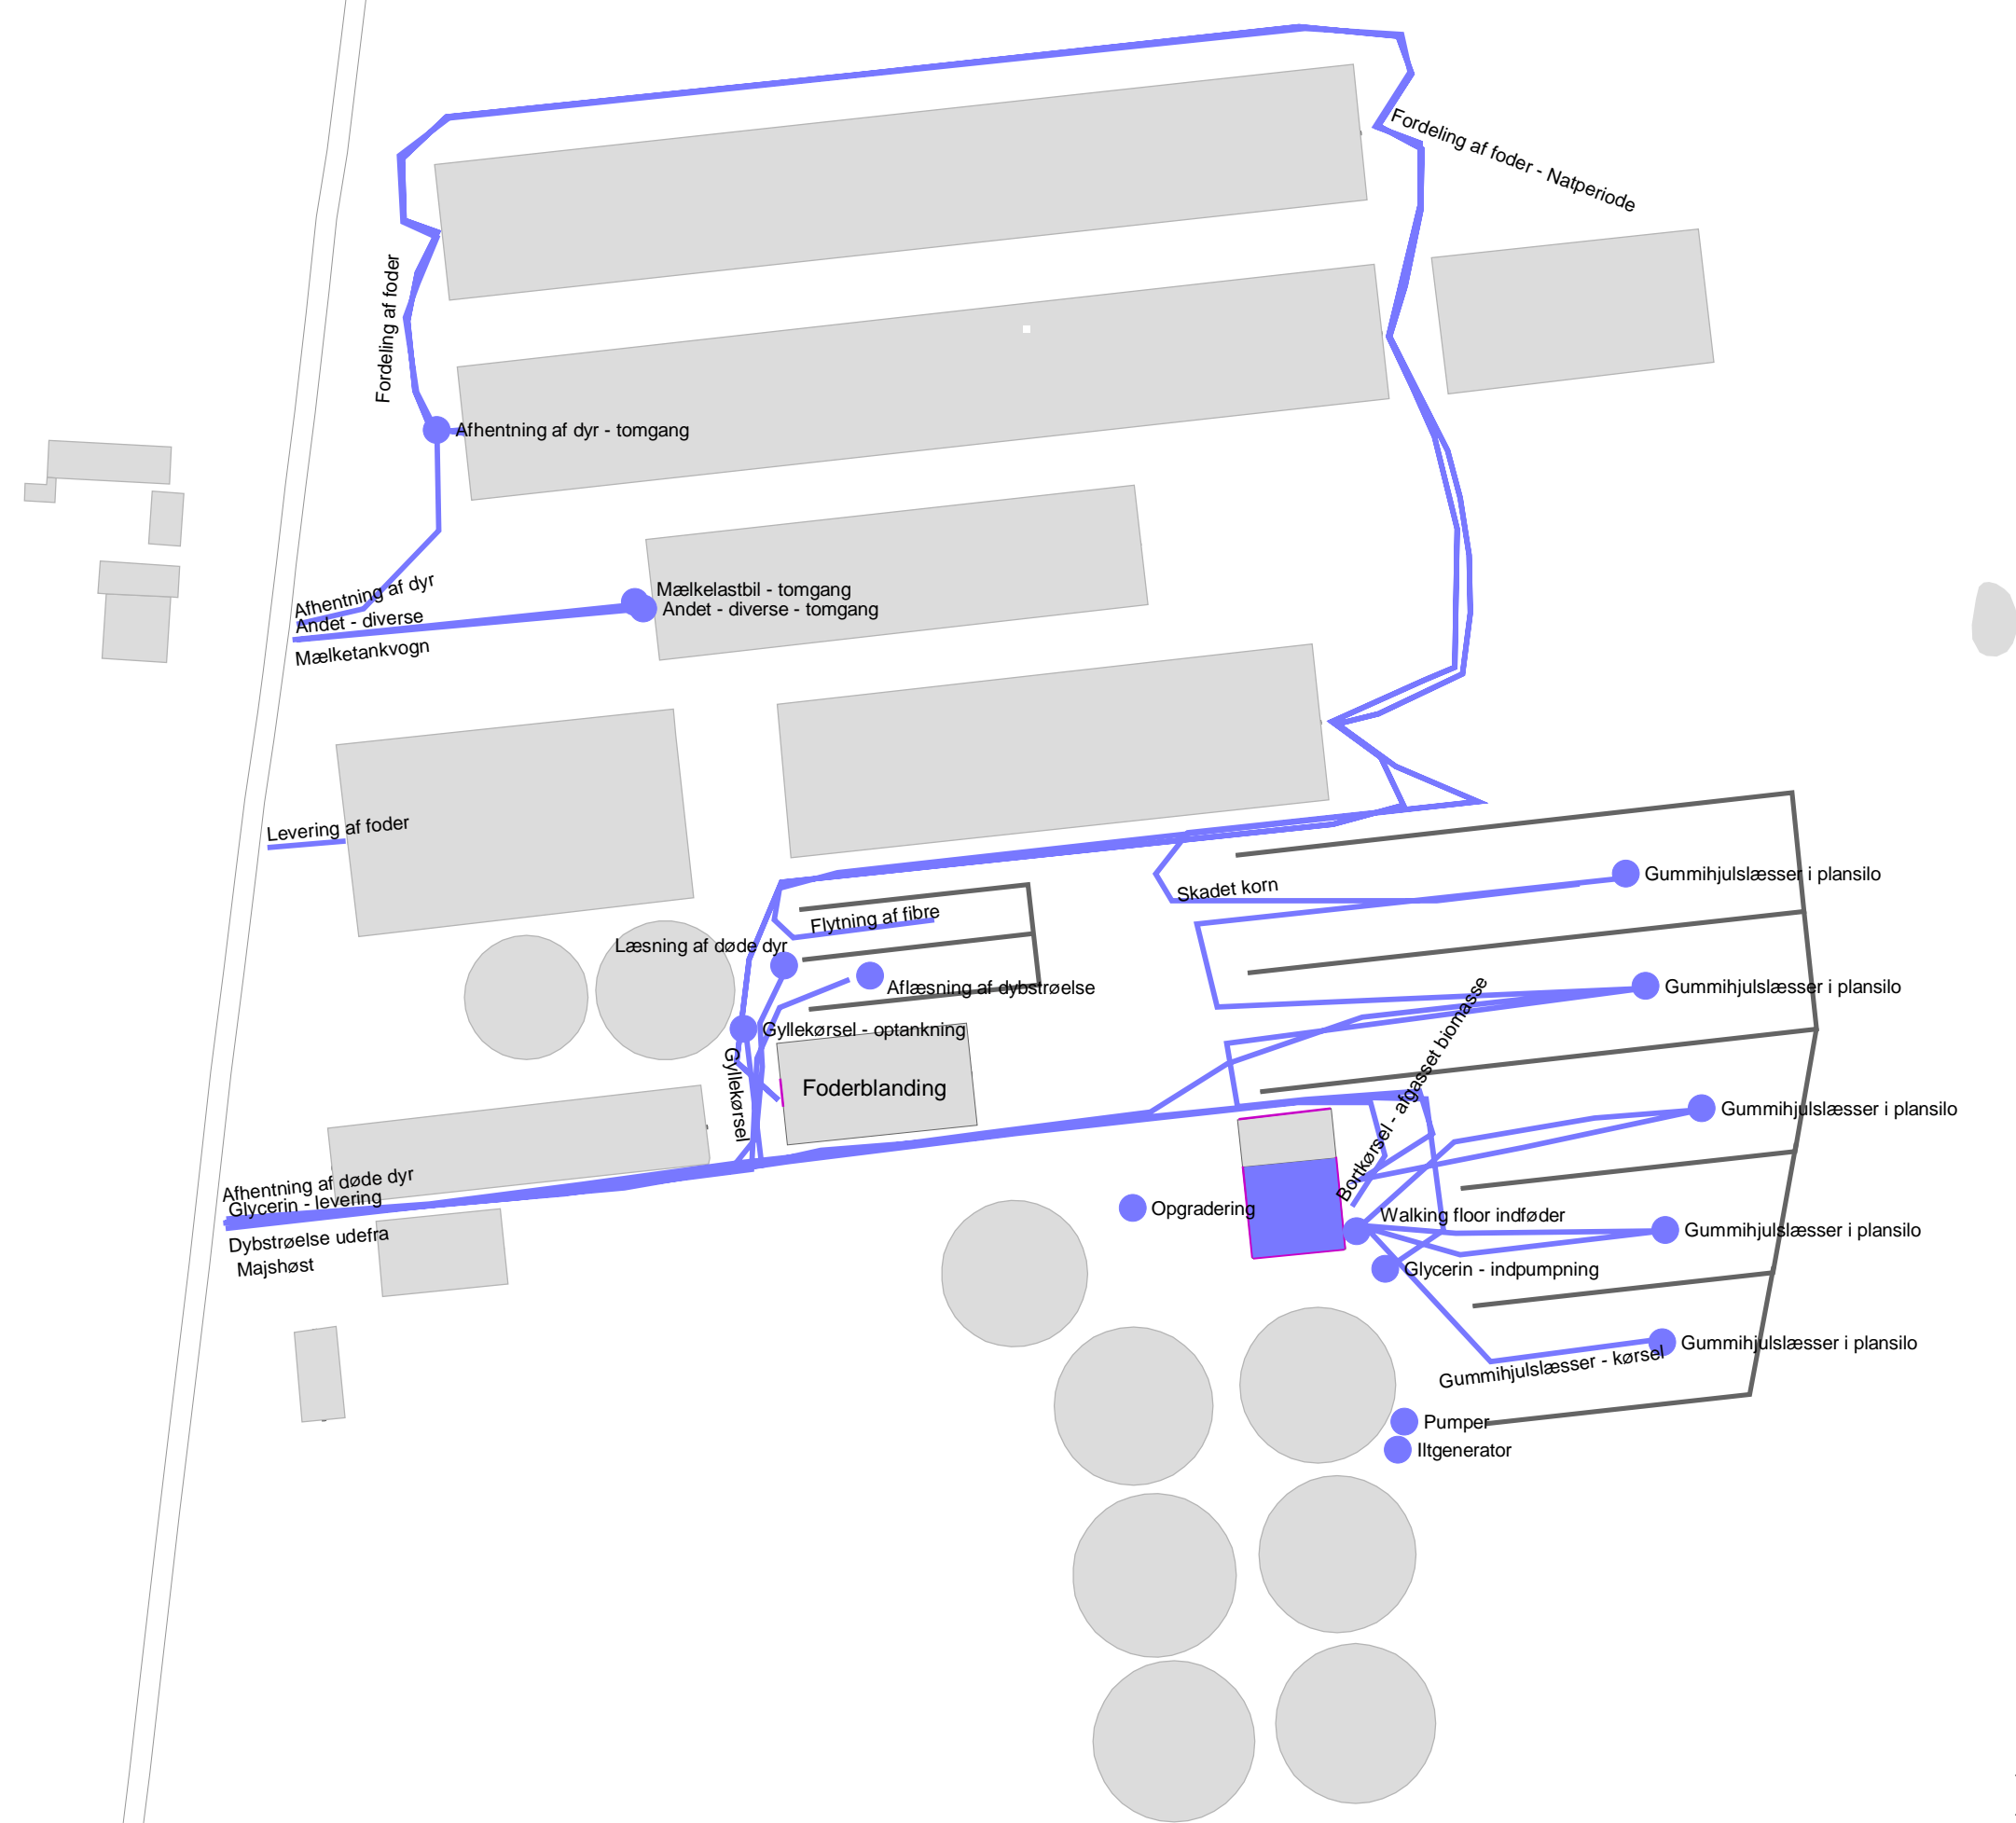 Fordeling af foder - Natperiode
Fordeling af foder
Afhentning af dyr - tomgang
Afhentning af dyr
Andet - diverse
Mælketankvogn
Mælkelastbil - tomgang
Andet - diverse - tomgang
Levering af foder
Skadet korn
Gummihjulslæsser i plansilo
Flytning af fibre
Læsning af døde dyr
Aflæsning af dybstrøelse
Gummihjulslæsser i plansilo
Gyllekørsel - optankning
Gyllekørsel
Foderblanding
Bortkørsel - afgasset biomasse
Gummihjulslæsser i plansilo
Afhentning af døde dyr
Glycerin - levering
Dybstrøelse udefra
Majshøst
Opgradering
Walking floor indføder
Gummihjulslæsser i plansilo
Glycerin - indpumpning
Gummihjulslæsser i plansilo
Gummihjulslæsser - kørsel
Pumper
Iltgenerator